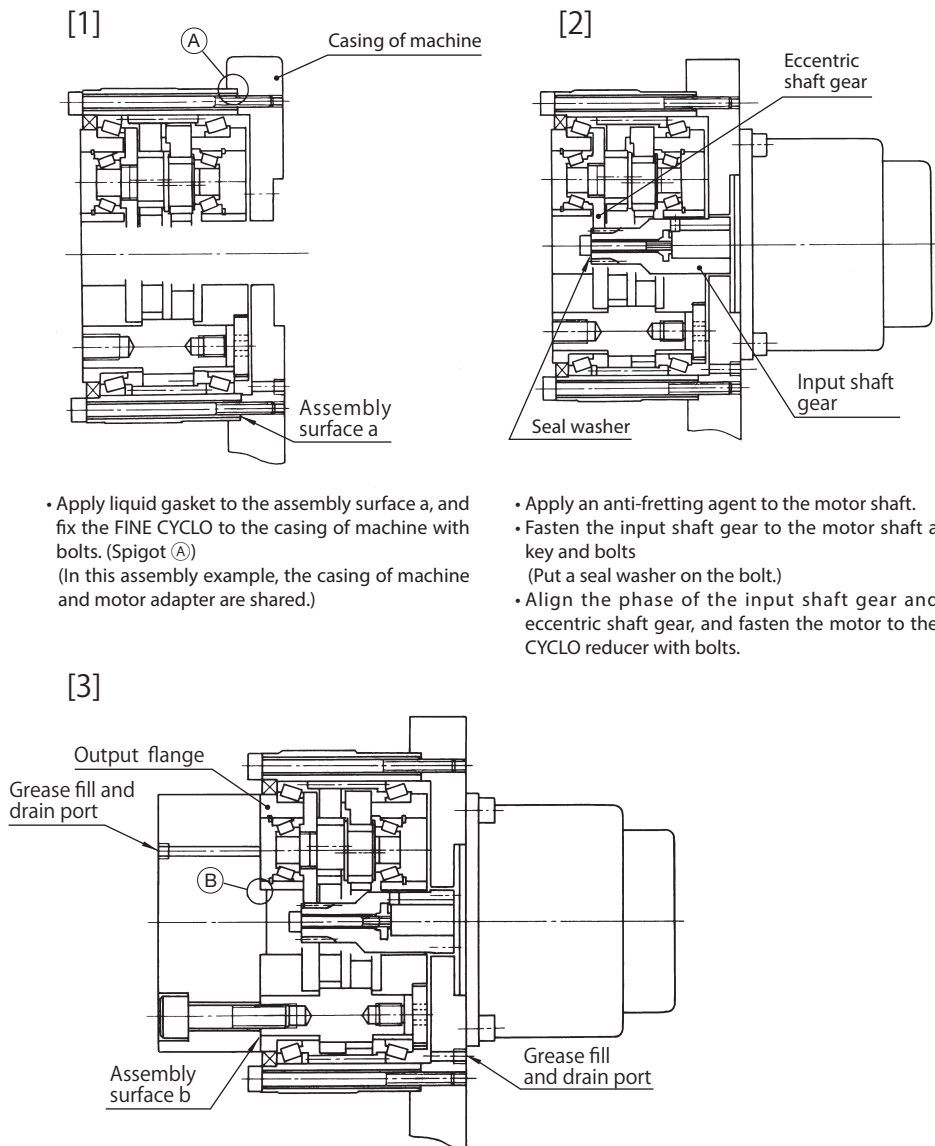 [1]
A
Casing of machine
Assembly
surface a
• Apply liquid gasket to the assembly surface a, and
fix the FINE CYCLO to the casing of machine with
bolts. (Spigot Ⓐ)
(In this assembly example, the casing of machine
and motor adapter are shared.)
[2]
Eccentric
shaft gear
Input shaft
gear
Seal washer
• Apply an anti-fretting agent to the motor shaft.
• Fasten the input shaft gear to the motor shaft a
key and bolts
(Put a seal washer on the bolt.)
• Align the phase of the input shaft gear and
eccentric shaft gear, and fasten the motor to the
CYCLO reducer with bolts.
[3]
Output flange
Grease fill and
drain port
B
Assembly
surface b
Grease fill
and drain port